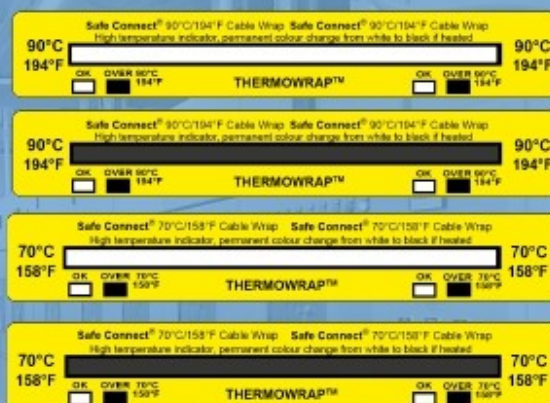 Safe Connect® 90°C/194°F Cable Wrap Safe Connect® 90°C/194°F Cable Wrap
High temperature indicator, permanent colour change from white to black if heated
90°C 90°C
194°F 194°F
OK OVER 90°C 194°F THERMOWRAP™ OK OVER 90°C 194°F
Safe Connect® 90°C/194°F Cable Wrap Safe Connect® 90°C/194°F Cable Wrap
High temperature indicator, permanent colour change from white to black if heated
90°C 90°C
194°F 194°F
OK OVER 90°C 194°F THERMOWRAP™ OK OVER 90°C 194°F
Safe Connect® 70°C/158°F Cable Wrap Safe Connect® 70°C/158°F Cable Wrap
High temperature indicator, permanent colour change from white to black if heated
70°C 70°C
158°F 158°F
OK OVER 70°C 158°F THERMOWRAP™ OK OVER 70°C 158°F
Safe Connect® 70°C/158°F Cable Wrap Safe Connect® 70°C/158°F Cable Wrap
High temperature indicator, permanent colour change from white to black if heated
70°C 70°C
158°F 158°F
OK OVER 70°C 158°F THERMOWRAP™ OK OVER 70°C 158°F